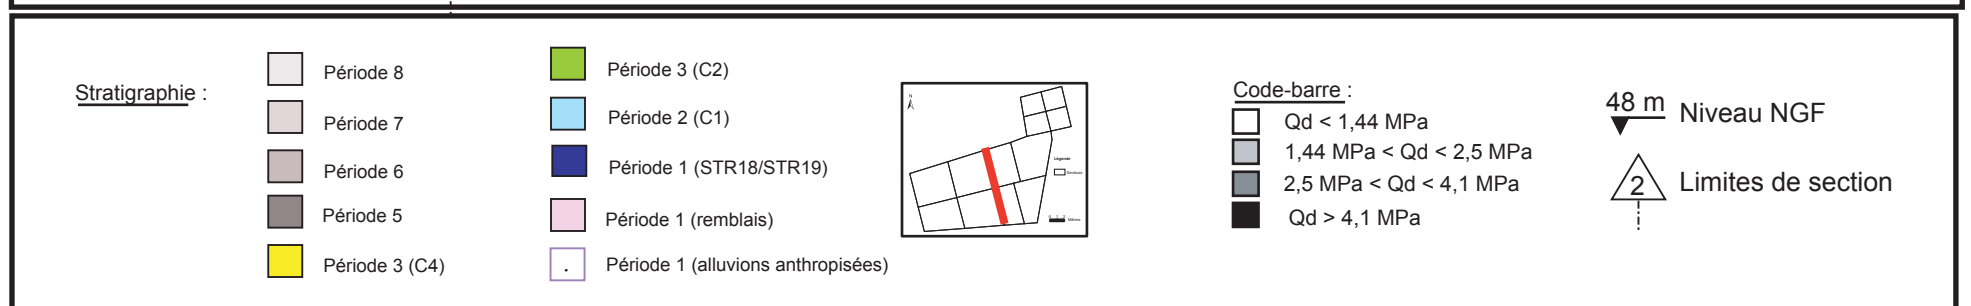 Stratigraphie :
Période 8
Période 7
Période 6
Période 5
Période 3 (C4)
Période 3 (C2)
Période 2 (C1)
Période 1 (STR18/STR19)
Période 1 (remblais)
Période 1 (alluvions anthropisées)
N
Légende
Code-barre :
Qd < 1,44 MPa
1,44 MPa < Qd < 2,5 MPa
2,5 MPa < Qd < 4,1 MPa
Qd > 4,1 MPa
48 m Niveau NGF
2 Limites de section